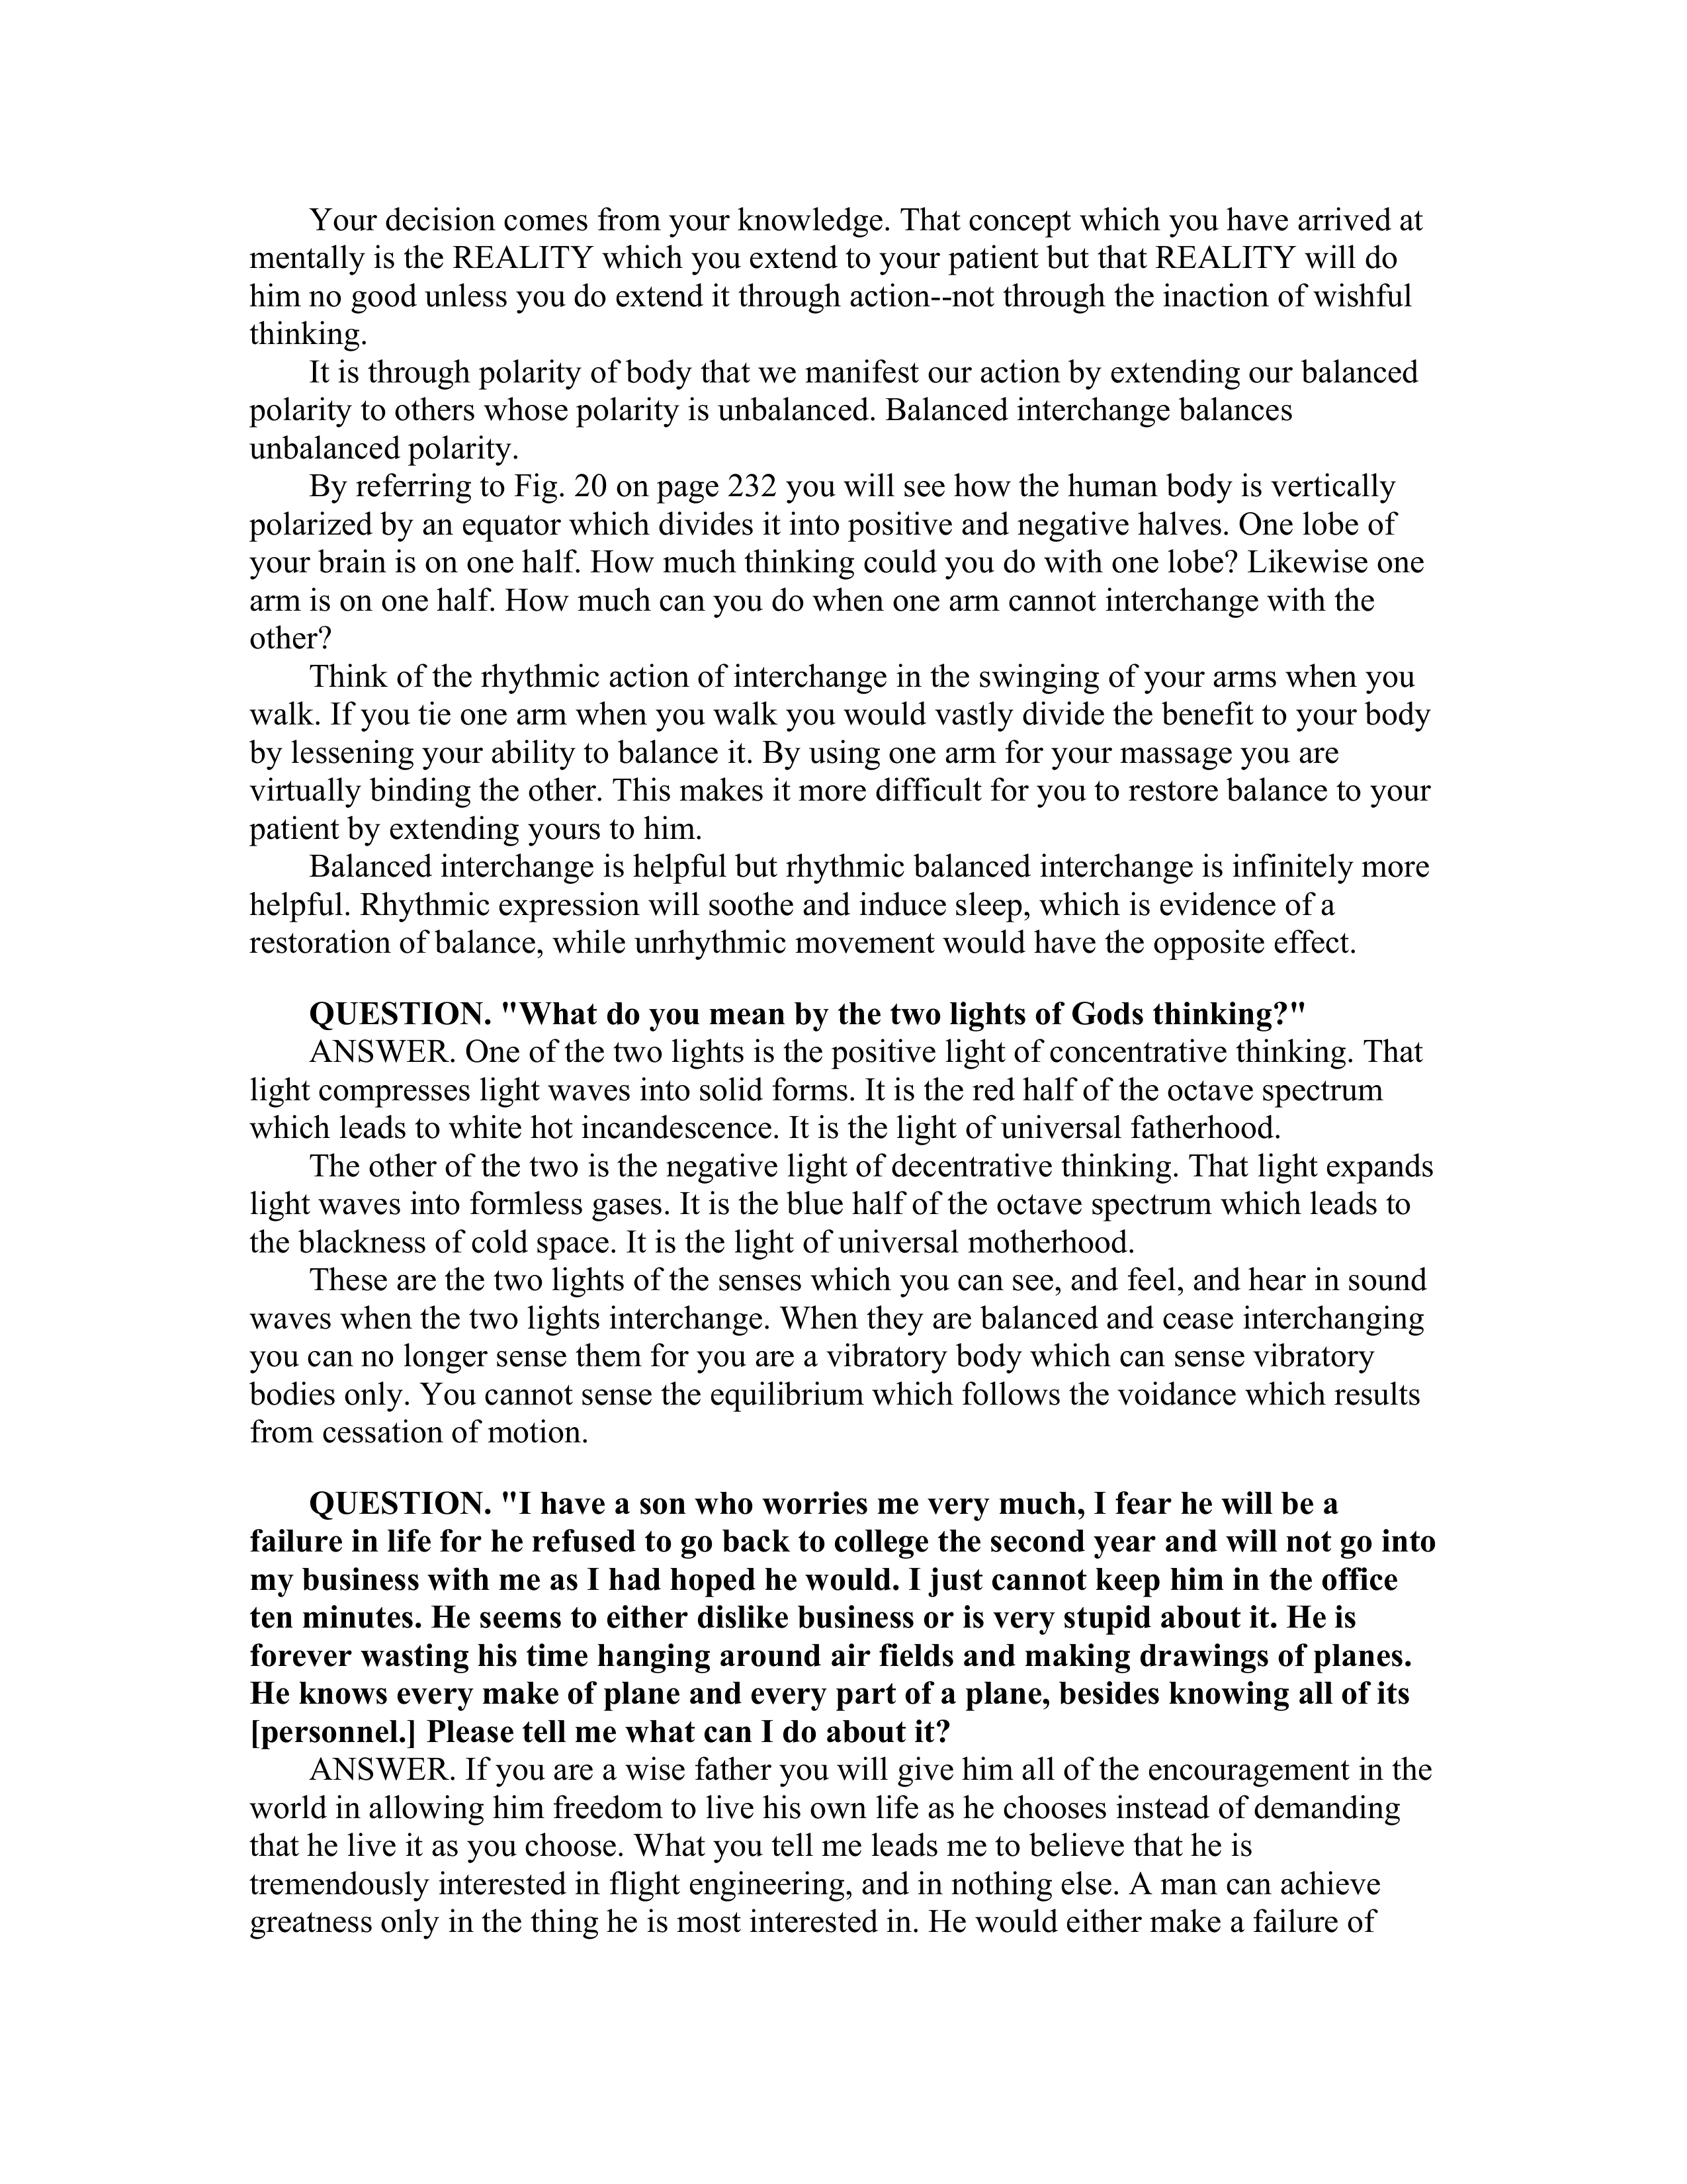 Your decision comes from your knowledge. That concept which you have arrived at
mentally is the REALITY which you extend to your patient but that REALITY will do
him no good unless you do extend it through action--not through the inaction of wishful
thinking.
It is through polarity of body that we manifest our action by extending our balanced
polarity to others whose polarity is unbalanced. Balanced interchange balances
unbalanced polarity.
By referring to Fig. 20 on page 232 you will see how the human body is vertically
polarized by an equator which divides it into positive and negative halves. One lobe of
your brain is on one half. How much thinking could you do with one lobe? Likewise one
arm is on one half. How much can you do when one arm cannot interchange with the
other?
Think of the rhythmic action of interchange in the swinging of your arms when you
walk. If you tie one arm when you walk you would vastly divide the benefit to your body
by lessening your ability to balance it. By using one arm for your massage you are
virtually binding the other. This makes it more difficult for you to restore balance to your
patient by extending yours to him.
Balanced interchange is helpful but rhythmic balanced interchange is infinitely more
helpful. Rhythmic expression will soothe and induce sleep, which is evidence of a
restoration of balance, while unrhythmic movement would have the opposite effect.
QUESTION. "What do you mean by the two lights of Gods thinking?"
ANSWER. One of the two lights is the positive light of concentrative thinking. That
light compresses light waves into solid forms. It is the red half of the octave spectrum
which leads to white hot incandescence. It is the light of universal fatherhood.
The other of the two is the negative light of decentrative thinking. That light expands
light waves into formless gases. It is the blue half of the octave spectrum which leads to
the blackness of cold space. It is the light of universal motherhood.
These are the two lights of the senses which you can see, and feel, and hear in sound
waves when the two lights interchange. When they are balanced and cease interchanging
you can no longer sense them for you are a vibratory body which can sense vibratory
bodies only. You cannot sense the equilibrium which follows the voidance which results
from cessation of motion.
QUESTION. "I have a son who worries me very much, I fear he will be a
failure in life for he refused to go back to college the second year and will not go into
my business with me as I had hoped he would. I just cannot keep him in the office
ten minutes. He seems to either dislike business or is very stupid about it. He is
forever wasting his time hanging around air fields and making drawings of planes.
He knows every make of plane and every part of a plane, besides knowing all of its
[personnel.] Please tell me what can I do about it?
ANSWER. If you are a wise father you will give him all of the encouragement in the
world in allowing him freedom to live his own life as he chooses instead of demanding
that he live it as you choose. What you tell me leads me to believe that he is
tremendously interested in flight engineering, and in nothing else. A man can achieve
greatness only in the thing he is most interested in. He would either make a failure of